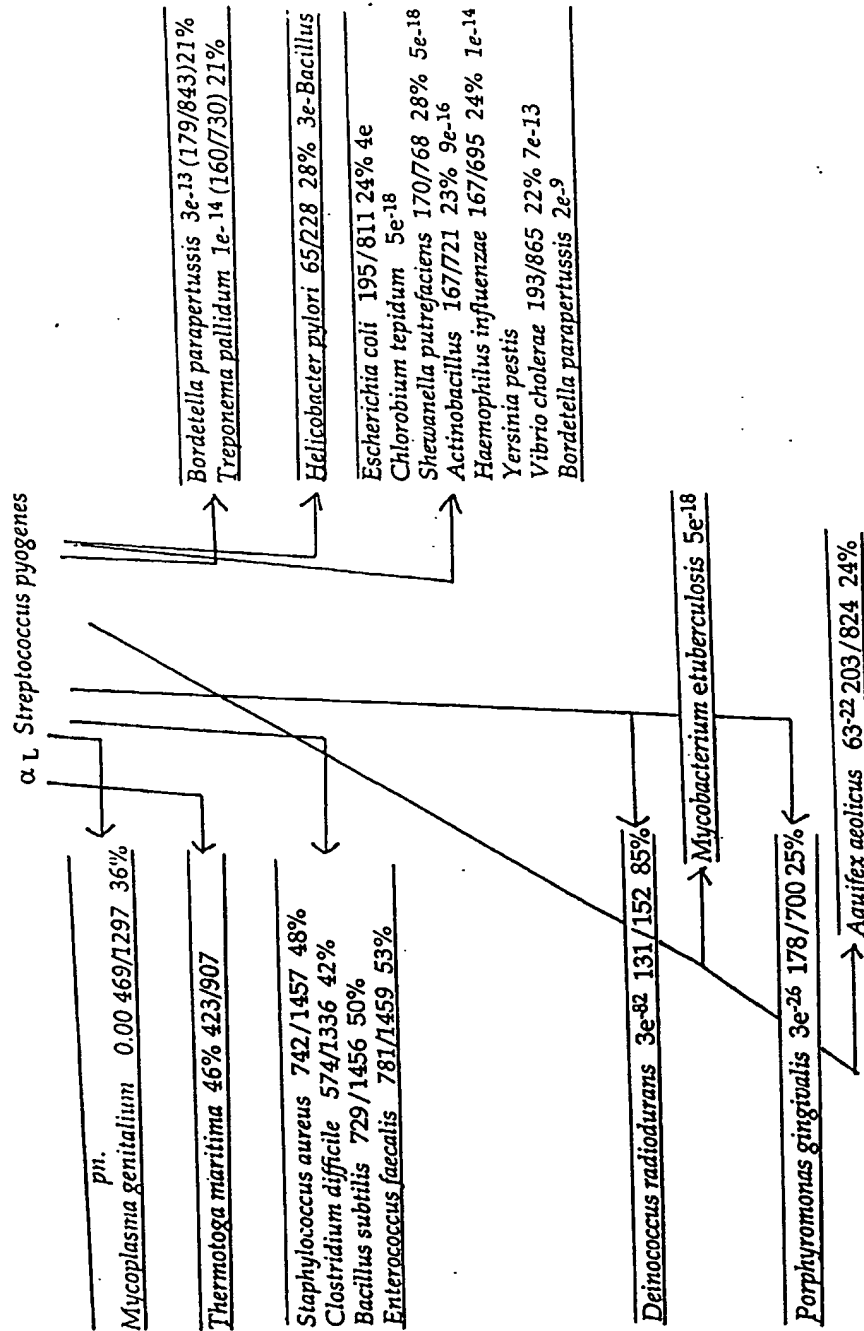 α L Streptococcus pyogenes
pn.
Mycoplasma genitalium 0.00 469/1297 36%
Thermotoga maritima 46% 423/907
Staphylococcus aureus 742/1457 48%
Clostridium difficile 574/1336 42%
Bacillus subtilis 729/1456 50%
Enterococcus faecalis 781/1459 53%
Deinococcus radiodurans 3e-82 131/152 85%
Porphyromonas gingivalis 3e-26 178/700 25%
Bordetella parapertussis 3e-13 (179/843)21%
Treponema pallidum 1e-14 (160/730) 21%
Helicobacter pylori 65/228 28% 3e-Bacillus
Escherichia coli 195/811 24% 4e
Chlorobium tepidum 5e-18
Shewanella putrefaciens 170/768 28% 5e-18
Actinobacillus 167/721 23% 9e-16
Haemophilus influenzae 167/695 24% 1e-14
Yersinia pestis
Vibrio cholerae 193/865 22% 7e-13
Bordetella parapertussis 2e-9
Mycobacterium etuberculosis 5e-18
Aquifex aeolicus 63-22 203/824 24%